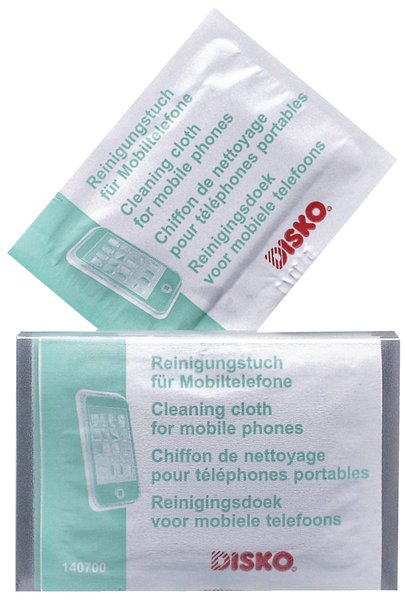 Reinigungstuch
für Mobiltelefone
Cleaning cloth
for mobile phones
Chiffon de nettoyage
pour téléphones portables
Reinigingsdoek
voor mobiele telefoons
DISKO®
Reinigungstuch
für Mobiltelefone
Cleaning cloth
for mobile phones
Chiffon de nettoyage
pour téléphones portables
Reinigingsdoek
voor mobiele telefoons
140700
DISKO®